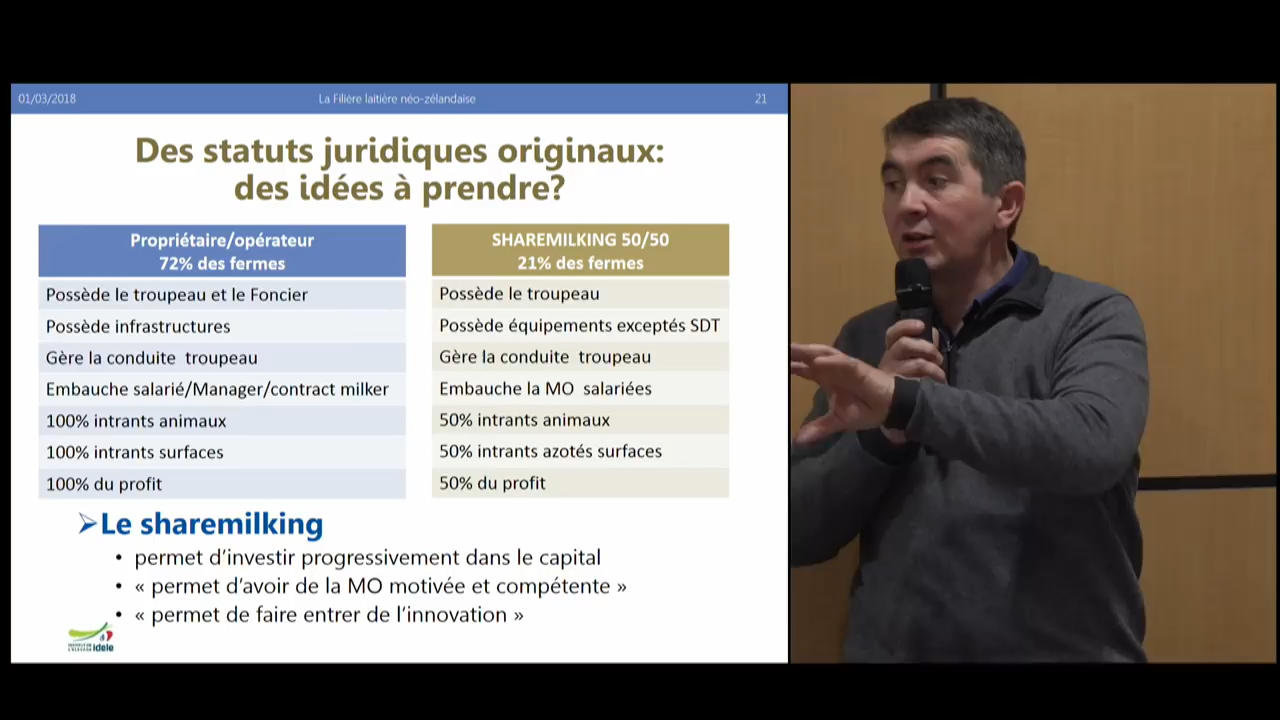 01/03/2018
La Filière laitière néo-zélandaise
21
Des statuts juridiques originaux:
des idées à prendre?
Propriétaire/opérateur
72% des fermes
Possède le troupeau et le Foncier
Possède infrastructures
Gère la conduite  troupeau
Embauche salarié/Manager/contract milker
100% intrants animaux
100% intrants surfaces
100% du profit
SHAREMILKING 50/50
21% des fermes
Possède le troupeau
Possède équipements exceptés SDT
Gère la conduite  troupeau
Embauche la MO  salariées
50% intrants animaux
50% intrants azotés surfaces
50% du profit
➢Le sharemilking
• permet d’investir progressivement dans le capital
• « permet d’avoir de la MO motivée et compétente »
• « permet de faire entrer de l’innovation »
INSTITUT DE
L'ELEVAGE idele